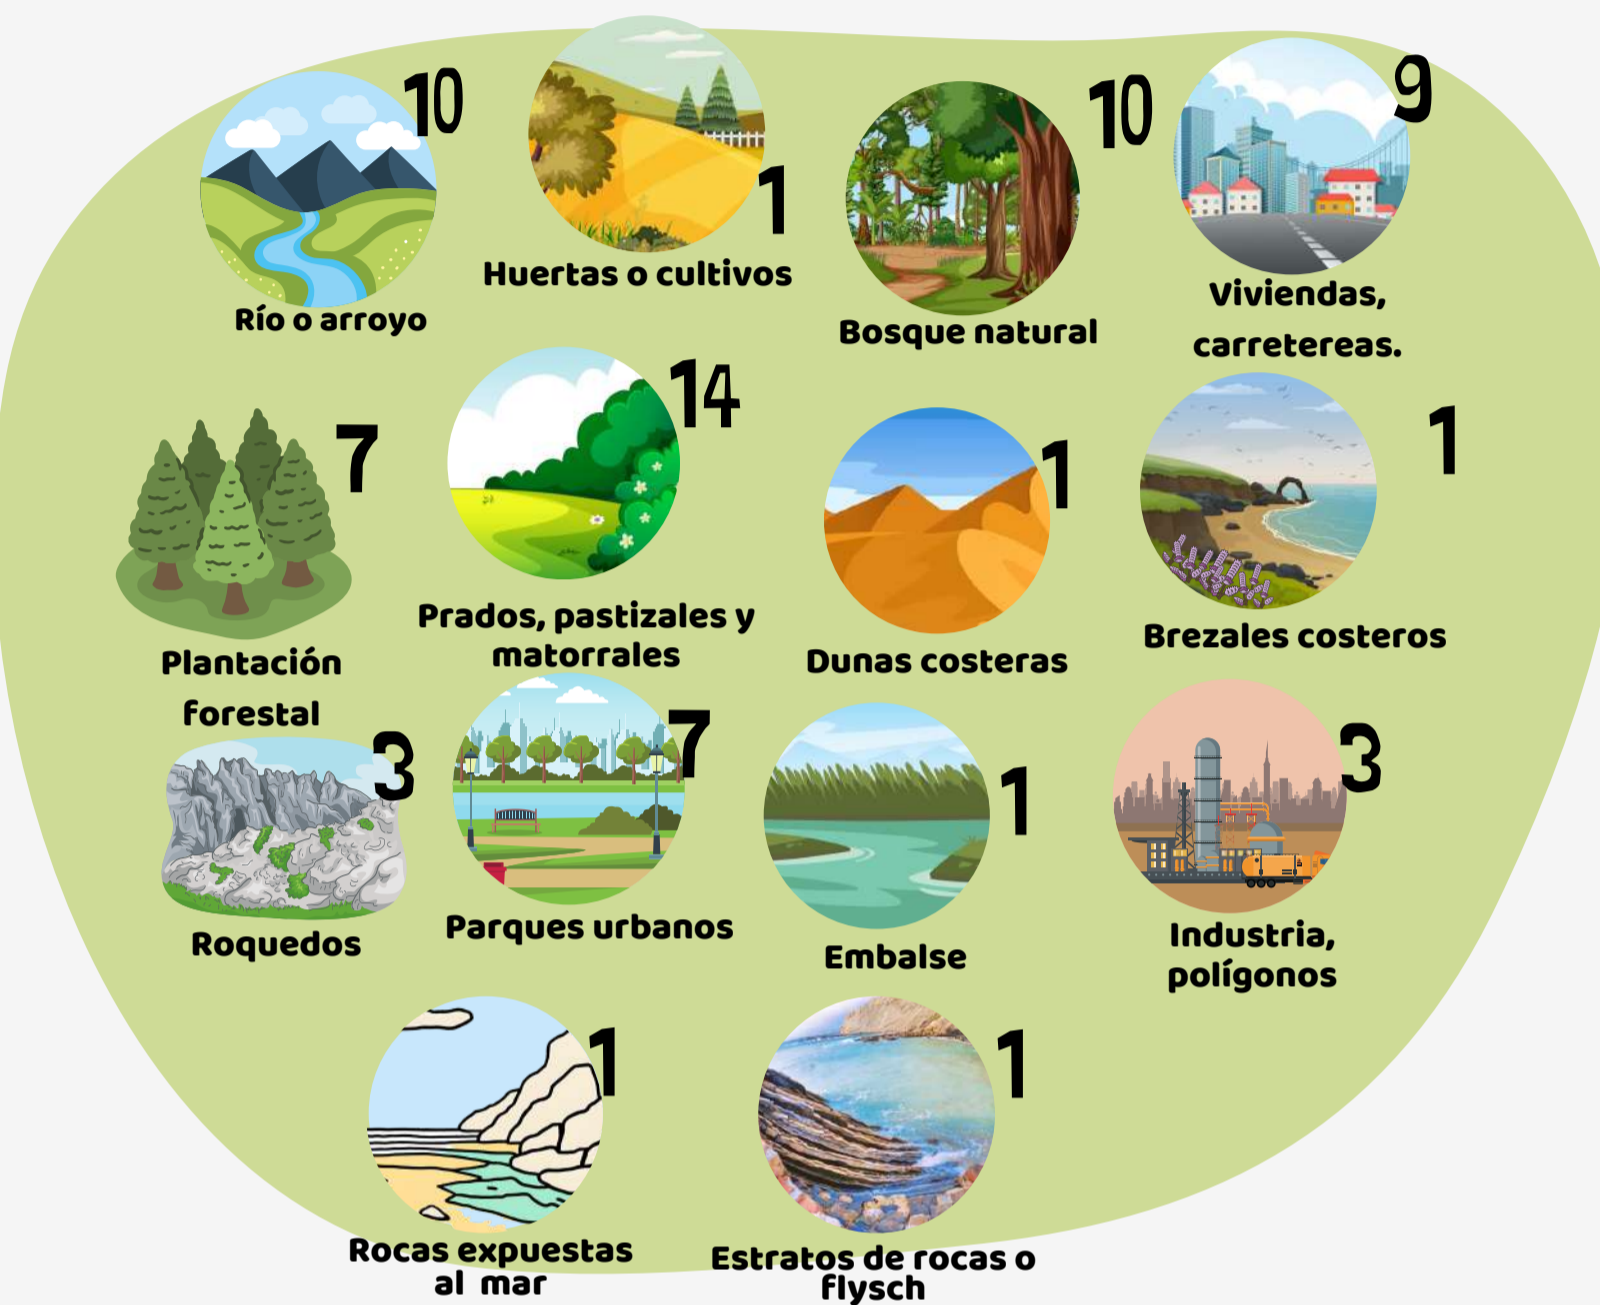 10
Río o arroyo
1
Huertas o cultivos
10
Bosque natural
9
Viviendas,
carretereas.
7
Plantación
forestal
14
Prados, pastizales y
matorrales
1
Dunas costeras
1
Brezales costeros
3
Roquedos
7
Parques urbanos
1
Embalse
3
Industria,
polígonos
1
Rocas expuestas
al mar
1
Estratos de rocas o
flysch